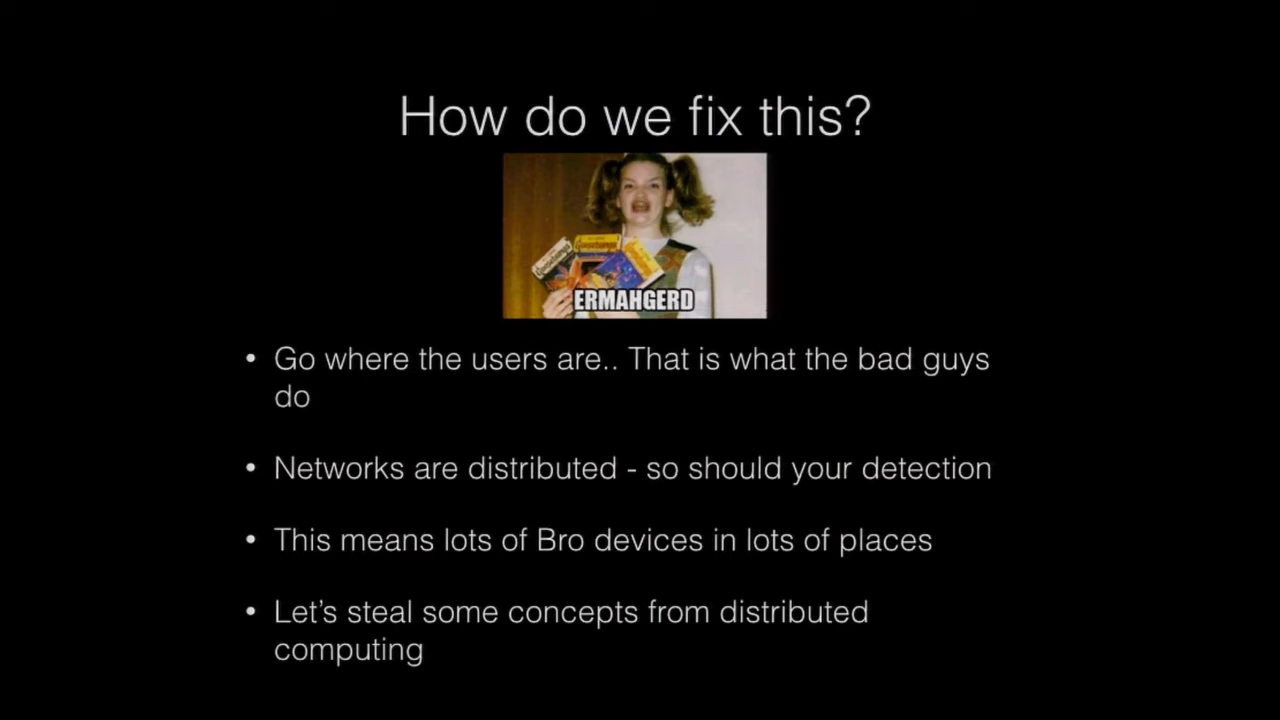 How do we fix this?
Goosebumps
ERMAHGERD
• Go where the users are.. That is what the bad guys
do
• Networks are distributed - so should your detection
• This means lots of Bro devices in lots of places
• Let’s steal some concepts from distributed
computing